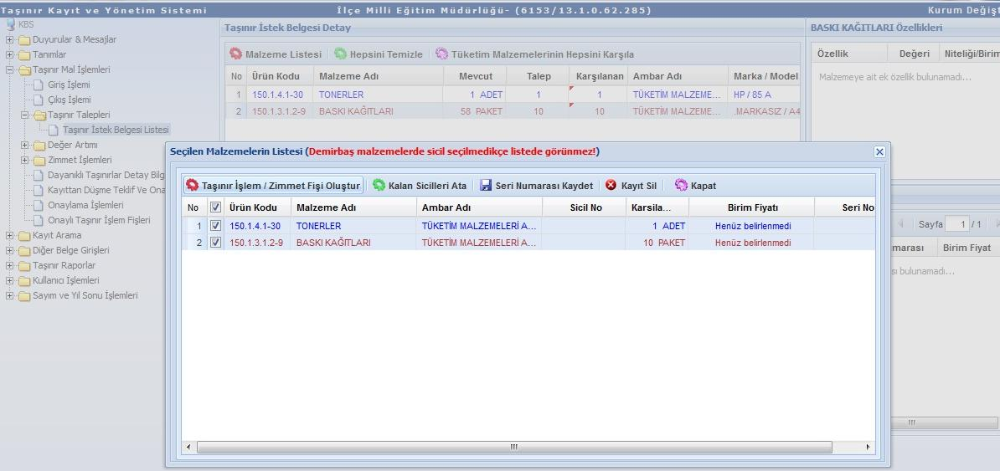 Taşınır Kayıt ve Yönetim Sistemi İlçe Milli Eğitim Müdürlüğü- (6153/13.1.0.62.285) Kurum Değişt
KBS
Duyurular & Mesajlar
Tanımlar
Taşınır Mal İşlemleri
Giriş İşlemi
Çıkış İşlemi
Taşınır Talepleri
Taşınır İstek Belgesi Listesi
Değer Artımı
Zimmet İşlemleri
Dayanıklı Taşınırlar Detay Bilg
Kayıttan Düşme Teklif Ve Ona
Onaylama İşlemleri
Onaylı Taşınır İşlem Fişleri
Kayıt Arama
Diğer Belge Girişleri
Taşınır Raporlar
Kullanıcı İşlemleri
Sayım ve Yıl Sonu İşlemleri
Taşınır İstek Belgesi Detay
Malzeme Listesi Hepsini Temizle Tüketim Malzemelerinin Hepsini Karşıla
No Ürün Kodu Malzeme Adı Mevcut Talep Karşılanan Ambar Adı Marka / Model
1 150.1.4.1-30 TONERLER 1 ADET 1 1 TÜKETİM MALZEME... HP / 85 A
2 150.1.3.1.2-9 BASKI KAĞITLARI 58 PAKET 10 10 TÜKETİM MALZEME... .MARKASIZ / A4
BASKI KAĞITLARI Özellikleri
Özellik Değeri Niteliği/Birim
Malzemeye ait ek özellik bulunamadı...
Seçilen Malzemelerin Listesi (Demirbaş malzemelerde sicil seçilmedikçe listede görünmez!)
Taşınır İşlem / Zimmet Fişi Oluştur Kalan Sicilleri Ata Seri Numarası Kaydet Kayıt Sil Kapat
No Ürün Kodu Malzeme Adı Ambar Adı Sicil No Karsıla... Birim Fiyatı Seri No
1 150.1.4.1-30 TONERLER TÜKETİM MALZEMELERİ A... 1 ADET Henüz belirlenmedi
2 150.1.3.1.2-9 BASKI KAĞITLARI TÜKETİM MALZEMELERİ A... 10 PAKET Henüz belirlenmedi
Sayfa 1 / 1
marası Birim Fiyat
sı bulunamadı...